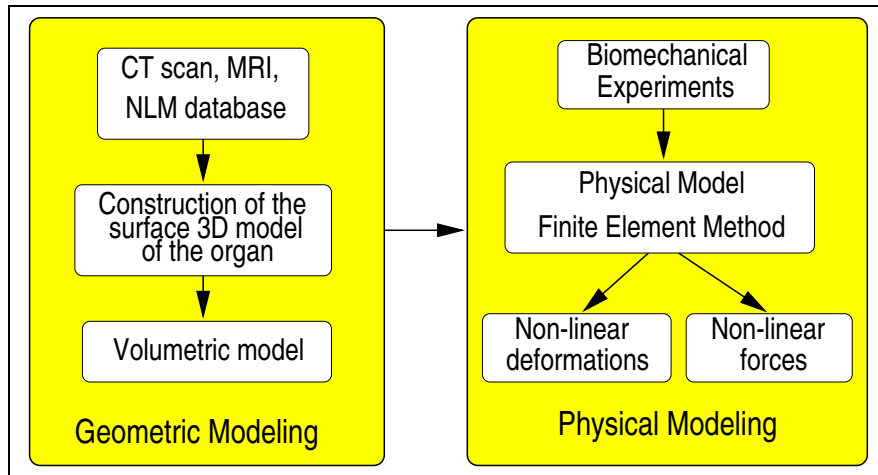 CT scan, MRI,
NLM database
Construction of the
surface 3D model
of the organ
Volumetric model
Geometric Modeling
Biomechanical
Experiments
Physical Model
Finite Element Method
Non-linear
deformations
Non-linear
forces
Physical Modeling